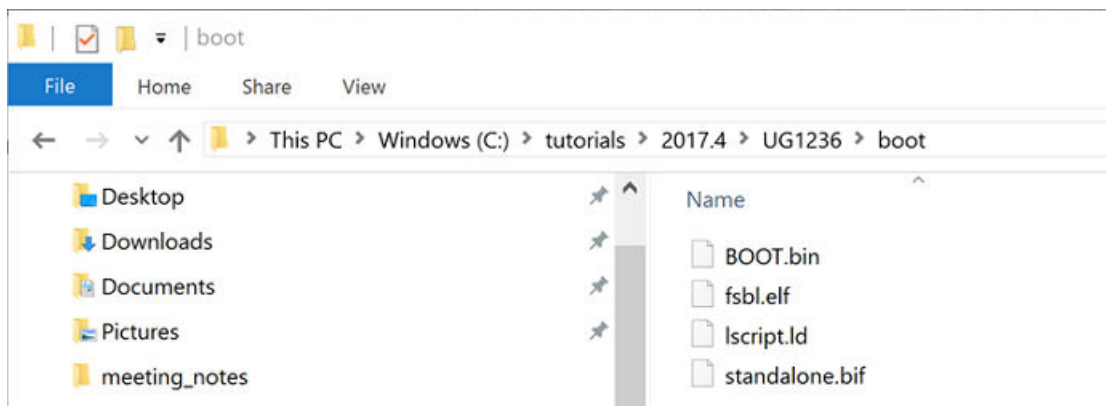 boot
File Home Share View
This PC > Windows (C:) > tutorials > 2017.4 > UG1236 > boot
Desktop
Downloads
Documents
Pictures
meeting_notes
Name
BOOT.bin
fsbl.elf
lscript.ld
standalone.bif